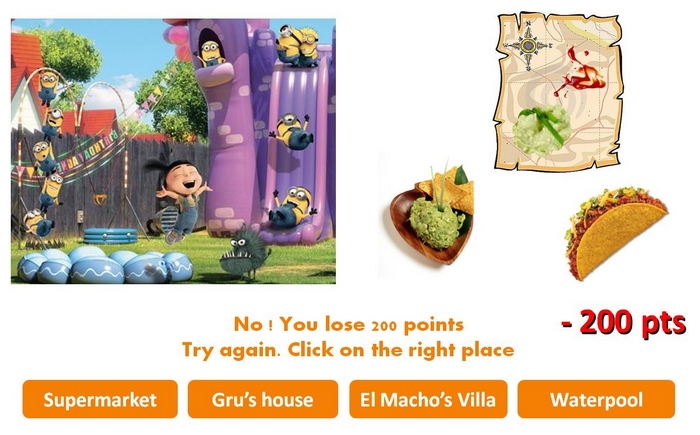 - 200 pts
No ! You lose 200 points
Try again. Click on the right place
Supermarket
Gru's house
El Macho's Villa
Waterpool